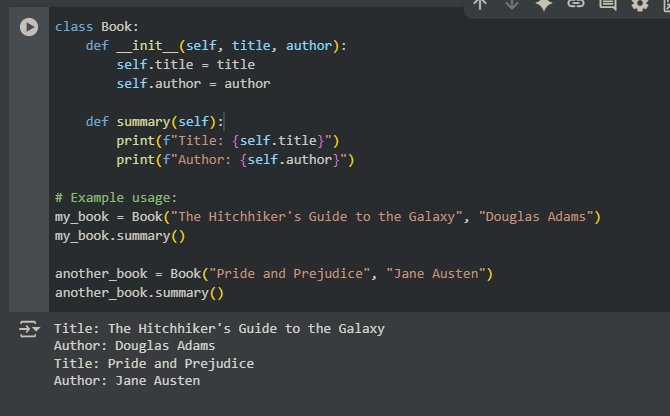 class Book:
    def __init__(self, title, author):
        self.title = title
        self.author = author

    def summary(self):
        print(f"Title: {self.title}")
        print(f"Author: {self.author}")

# Example usage:
my_book = Book("The Hitchhiker's Guide to the Galaxy", "Douglas Adams")
my_book.summary()

another_book = Book("Pride and Prejudice", "Jane Austen")
another_book.summary()
Title: The Hitchhiker's Guide to the Galaxy
Author: Douglas Adams
Title: Pride and Prejudice
Author: Jane Austen